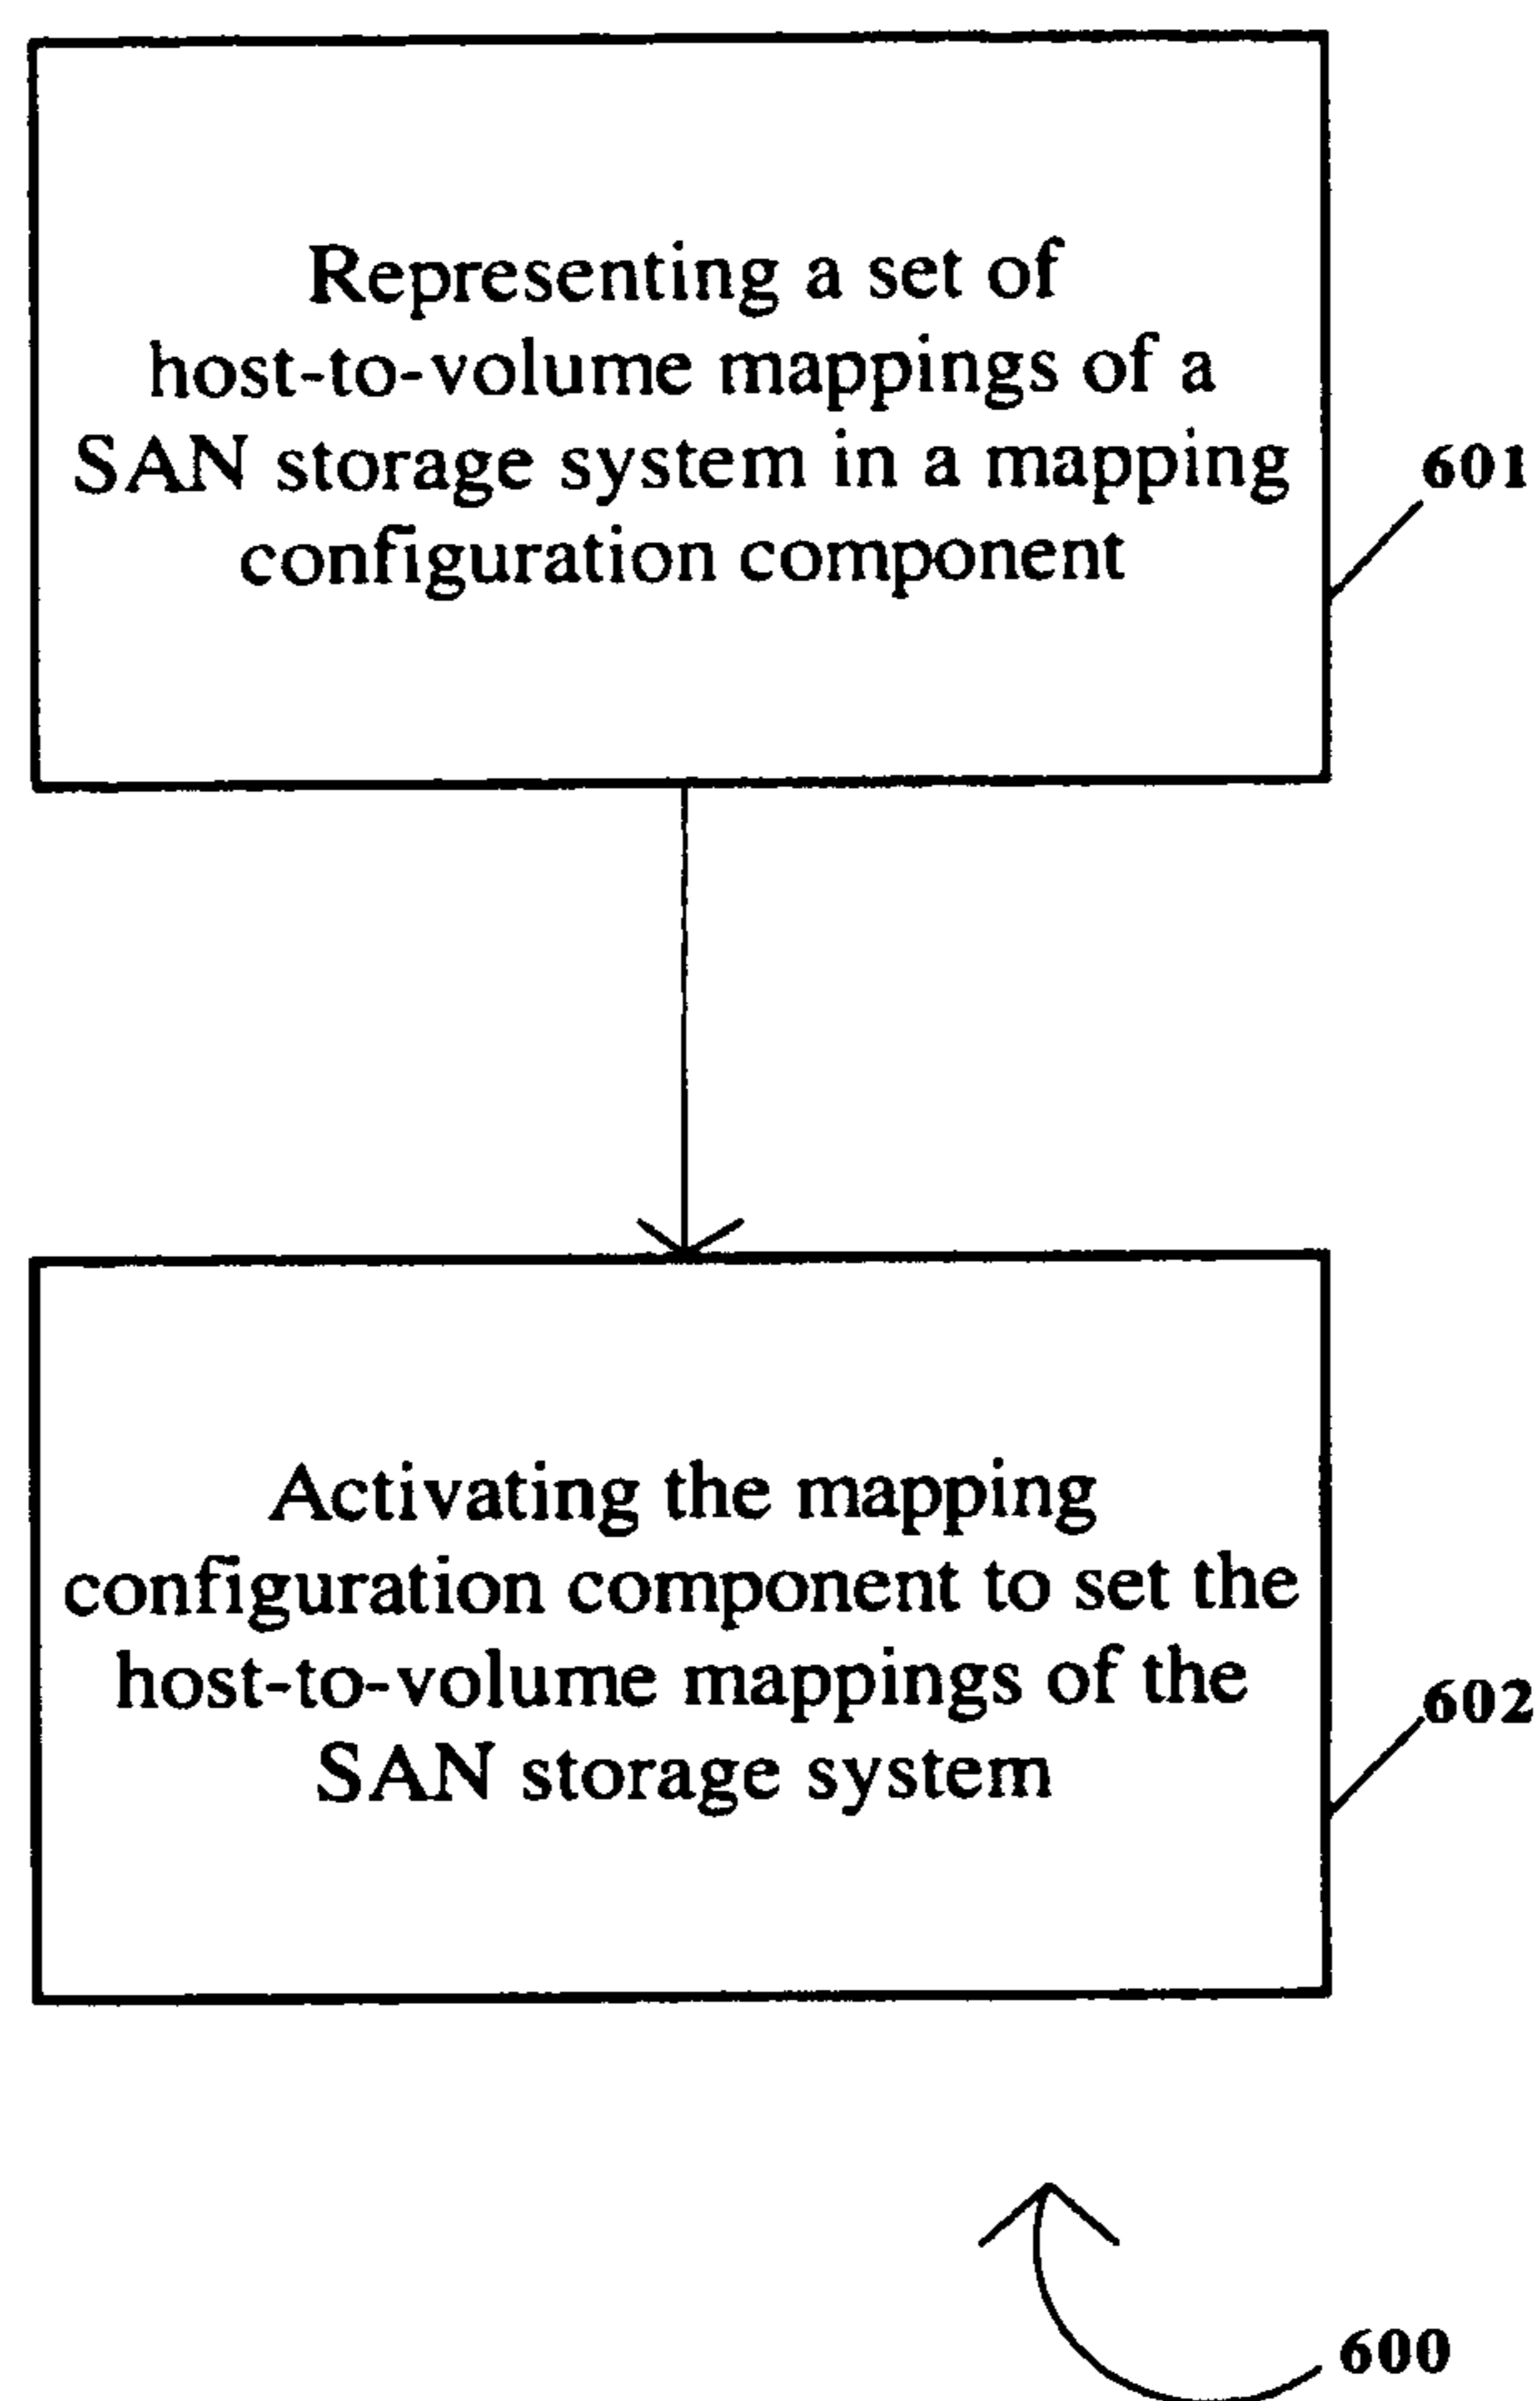 Representing a set of
host-to-volume mappings of a
SAN storage system in a mapping
configuration component
601
Activating the mapping
configuration component to set the
host-to-volume mappings of the
SAN storage system
602
600